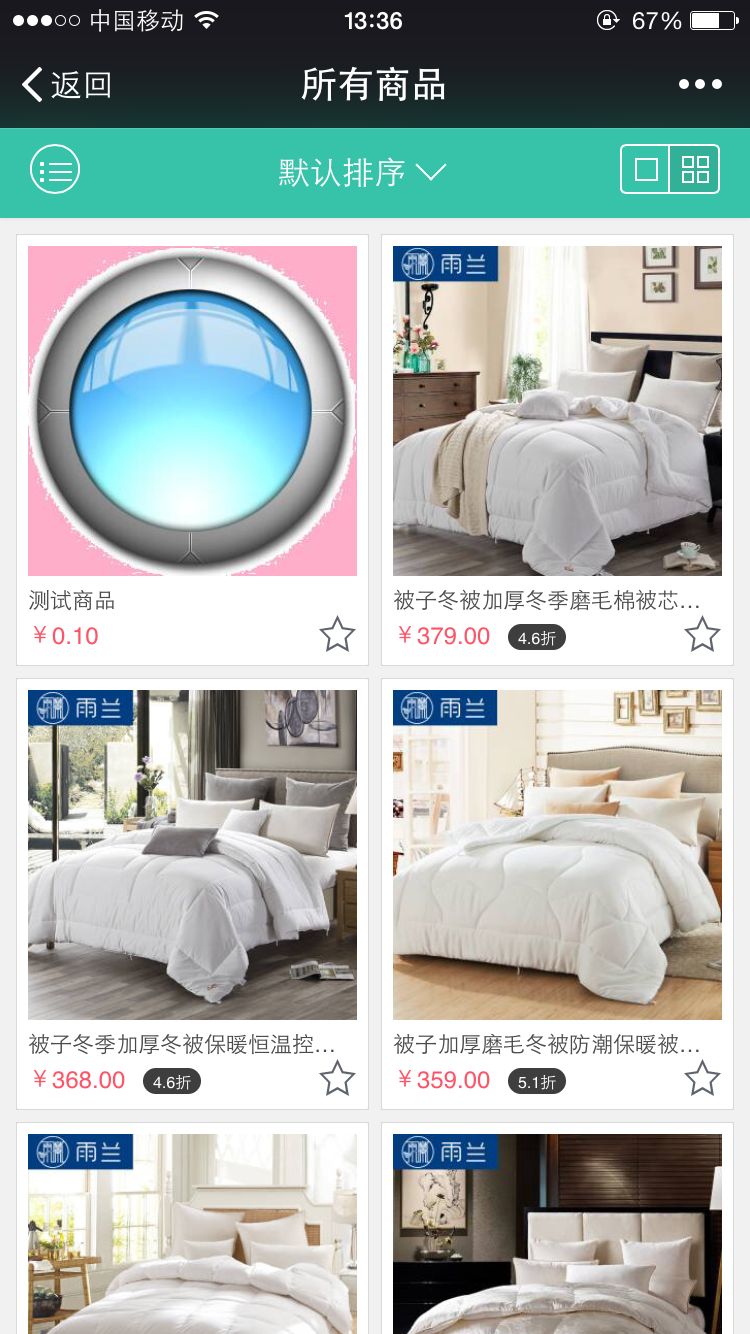 中国移动
13:36
67%
返回
所有商品
默认排序
雨兰
测试商品
￥0.10
被子冬被加厚冬季磨毛棉被芯...
￥379.00
4.6折
雨兰
雨兰
被子冬季加厚冬被保暖恒温控...
￥368.00
4.6折
被子加厚磨毛冬被防潮保暖被...
￥359.00
5.1折
雨兰
雨兰